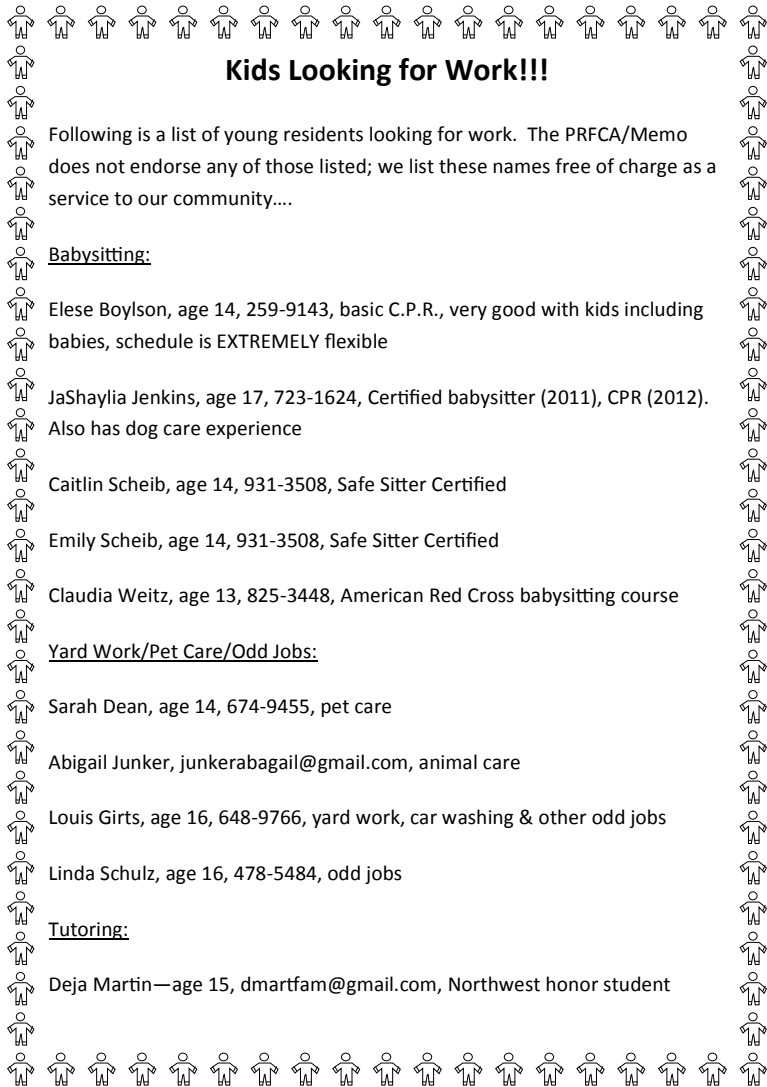 Kids Looking for Work!!!
Following is a list of young residents looking for work.  The PRFCA/Memo
does not endorse any of those listed; we list these names free of charge as a
service to our community….
Babysitting:
Elese Boylson, age 14, 259-9143, basic C.P.R., very good with kids including
babies, schedule is EXTREMELY flexible
JaShaylia Jenkins, age 17, 723-1624, Certified babysitter (2011), CPR (2012).
Also has dog care experience
Caitlin Scheib, age 14, 931-3508, Safe Sitter Certified
Emily Scheib, age 14, 931-3508, Safe Sitter Certified
Claudia Weitz, age 13, 825-3448, American Red Cross babysitting course
Yard Work/Pet Care/Odd Jobs:
Sarah Dean, age 14, 674-9455, pet care
Abigail Junker, junkerabagail@gmail.com, animal care
Louis Girts, age 16, 648-9766, yard work, car washing & other odd jobs
Linda Schulz, age 16, 478-5484, odd jobs
Tutoring:
Deja Martin—age 15, dmartfam@gmail.com, Northwest honor student